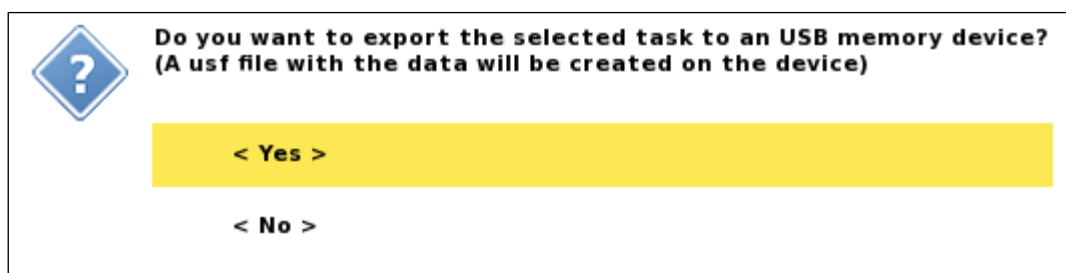 ?
Do you want to export the selected task to an USB memory device?
(A usf file with the data will be created on the device)
< Yes >
< No >